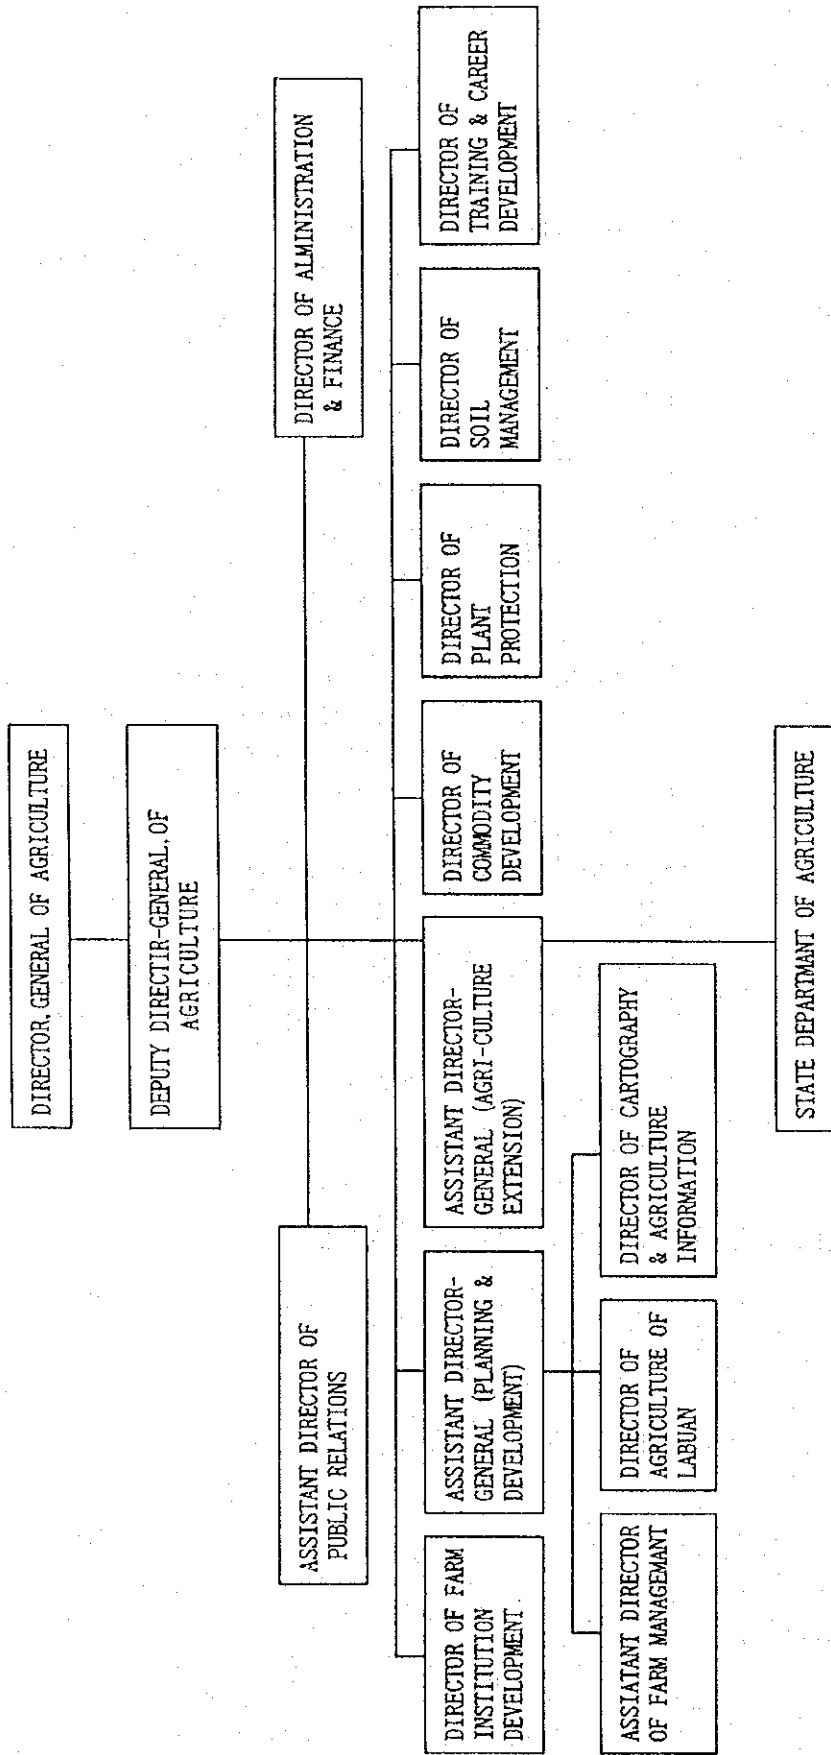 DIRECTOR,GENERAL OF AGRICULTURE
DEPUTY DIRECTIR-GENERAL,OF
AGRICULTURE
ASSISTANT DIRECTOR OF
PUBLIC RELATIONS
DIRECTOR OF ALMINISTRATION
& FINANCE
DIRECTOR OF FARM
INSTITUTION
DEVELOPMENT
ASSISTANT DIRECTOR-
GENERAL (PLANNING &
DEVELOPMENT)
ASSISTANT DIRECTOR-
GENERAL (AGRI-CULTURE
EXTENSION)
DIRECTOR OF
COMMODITY
DEVELOPMENT
DIRECTOR OF
PLANT
PROTECTION
DIRECTOR OF
SOIL
MANAGEMENT
DIRECTOR OF
TRAINING & CAREER
DEVELOPMENT
ASSIATANT DIRECTOR
OF FARM MANAGEMANT
DIRECTOR OF
AGRICULTURE OF
LABUAN
DIRECTOR OF CARTOGRAPHY
& AGRICULTURE
INFORMATION
STATE DEPARTMANT OF AGRICULTURE